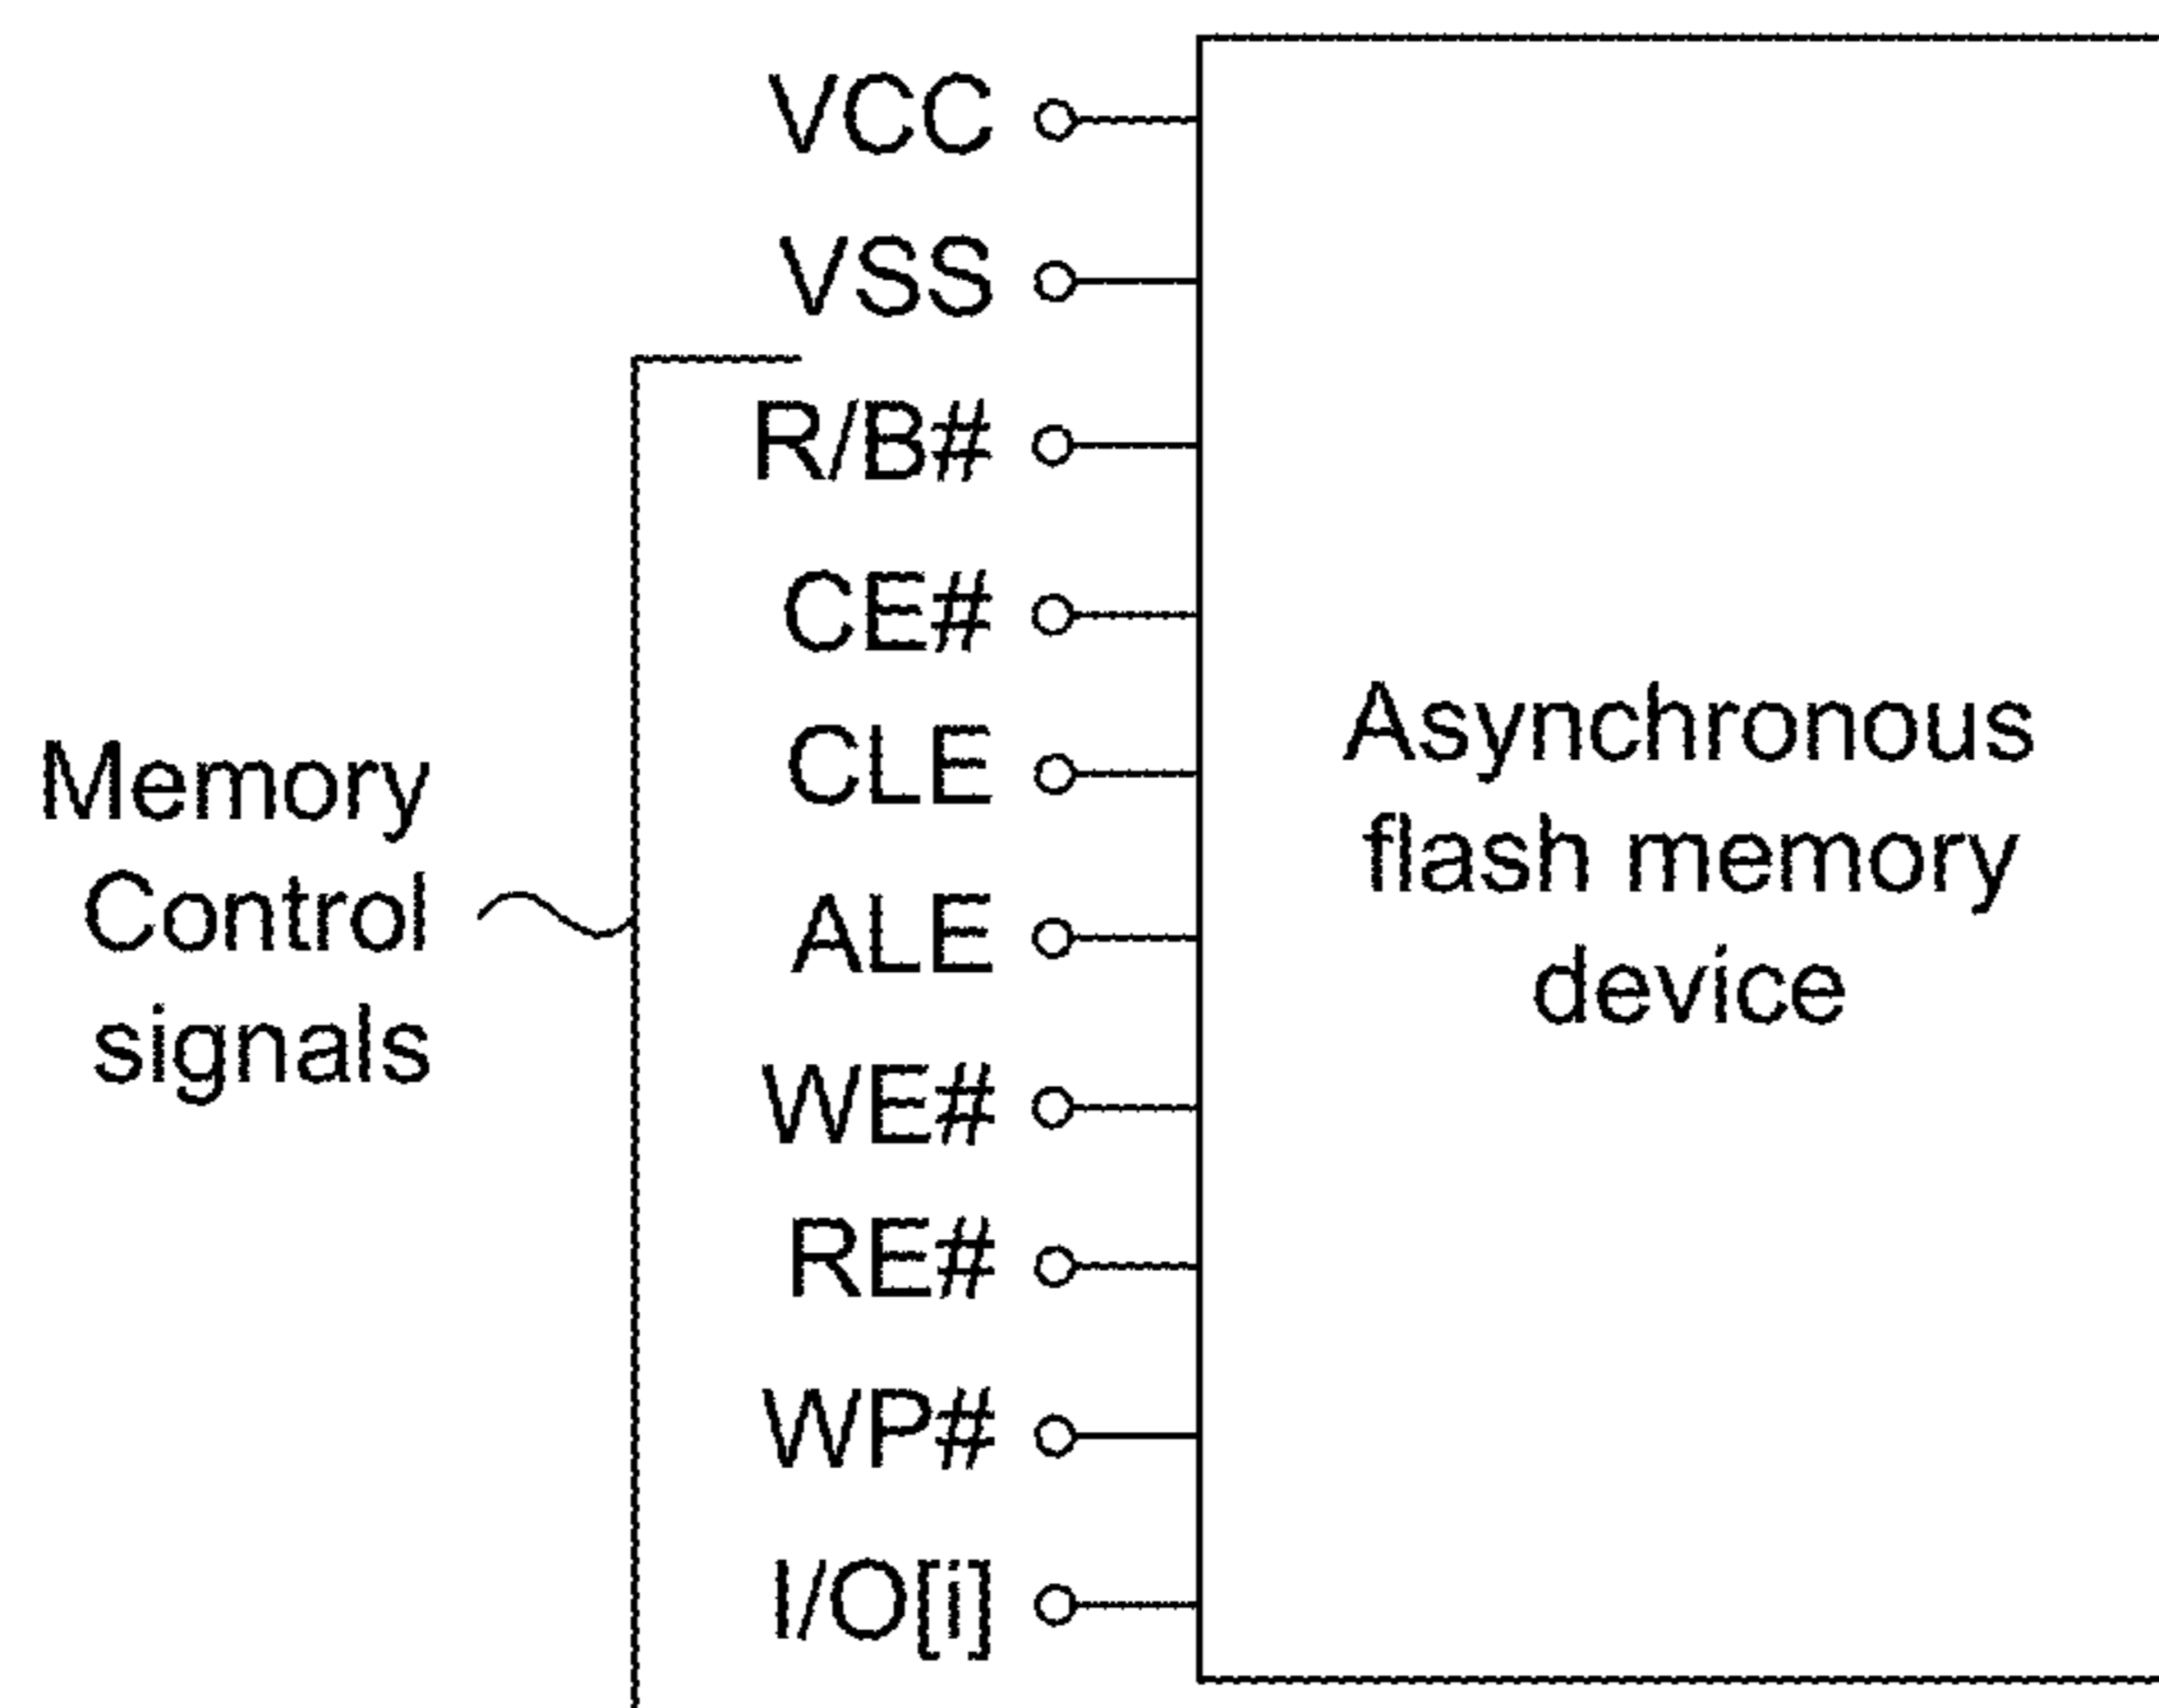 VCC
VSS
R/B#
CE#
CLE
ALE
WE#
RE#
WP#
I/O[i]
Memory
Control
signals
Asynchronous
flash memory
device